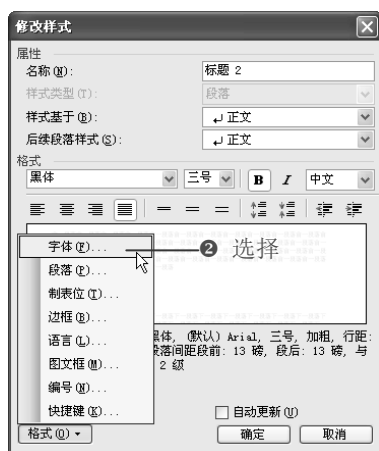 修改样式
属性
名称(N): 标题 2
样式类型(T): 段落
样式基于(B): ↵ 正文
后续段落样式(S): ↵ 正文
格式
黑体 三号 B I 中文
字体(F)... ❷ 选择
段落(P)...
制表位(T)...
边框(B)...
语言(L)... 黑体, (默认) Arial, 三号, 加粗, 行距:
段落间距段前: 13 磅, 段后: 13 磅, 与
图文框(M)... 2 级
编号(N)...
快捷键(K)... 自动更新(U)
格式(O) 确定 取消